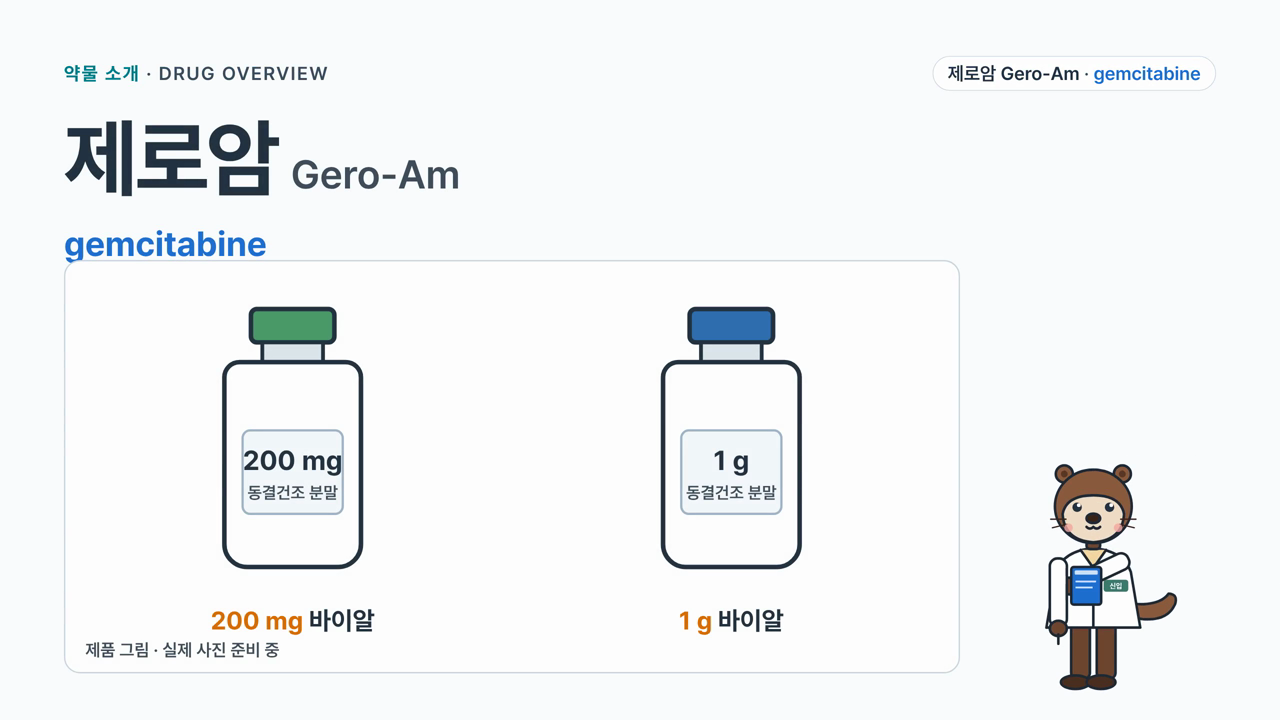 약물 소개 · DRUG OVERVIEW
제로암 Gero-Am · gemcitabine
제로암 Gero-Am
gemcitabine
200 mg
동결건조 분말
1 g
동결건조 분말
200 mg 바이알
1 g 바이알
제품 그림 · 실제 사진 준비 중
신입